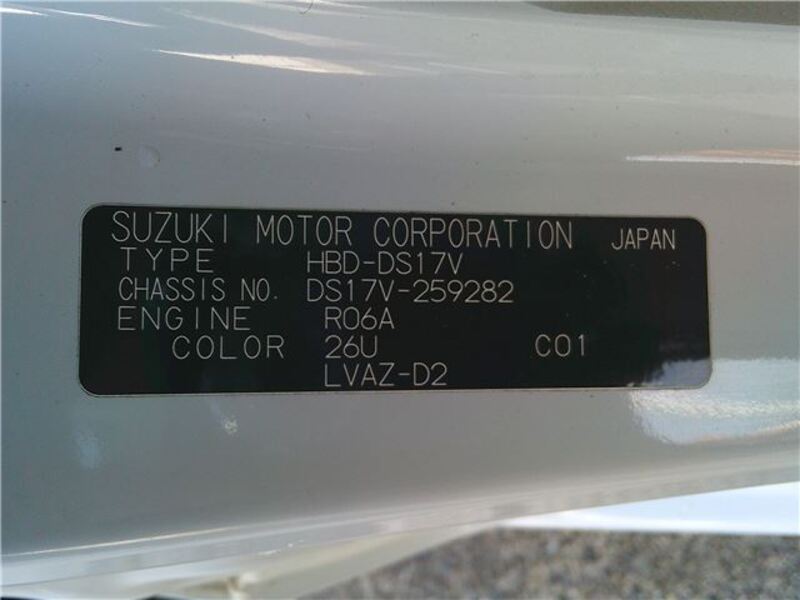 SUZUKI MOTOR CORPORATION JAPAN
TYPE HBD-DS17V
CHASSIS NO. DS17V-259282
ENGINE R06A
COLOR 26U C01
LVAZ-D2